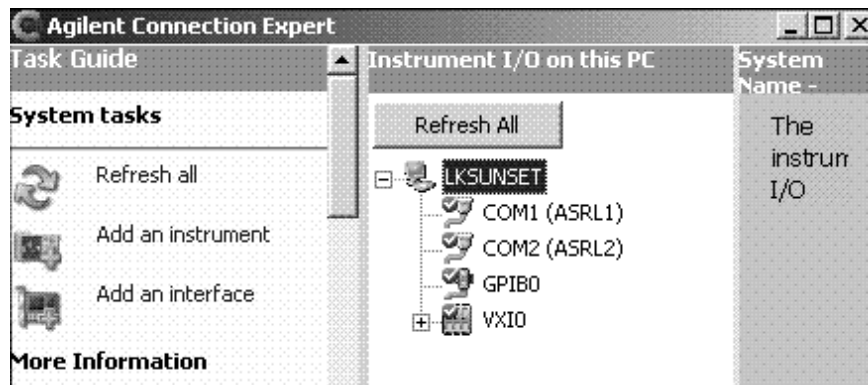 Agilent Connection Expert
Task Guide
System tasks
Refresh all
Add an instrument
Add an interface
More Information
Instrument I/O on this PC
Refresh All
LKSUNSET
COM1 (ASRL1)
COM2 (ASRL2)
GPIB0
VXI0
System
Name -
The
instrum
I/O